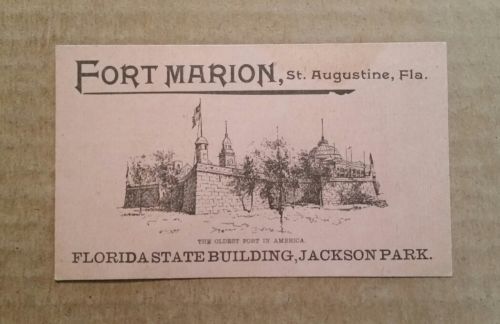 FORT MARION, St. Augustine, Fla.
THE OLDEST FORT IN AMERICA.
FLORIDA STATE BUILDING, JACKSON PARK.